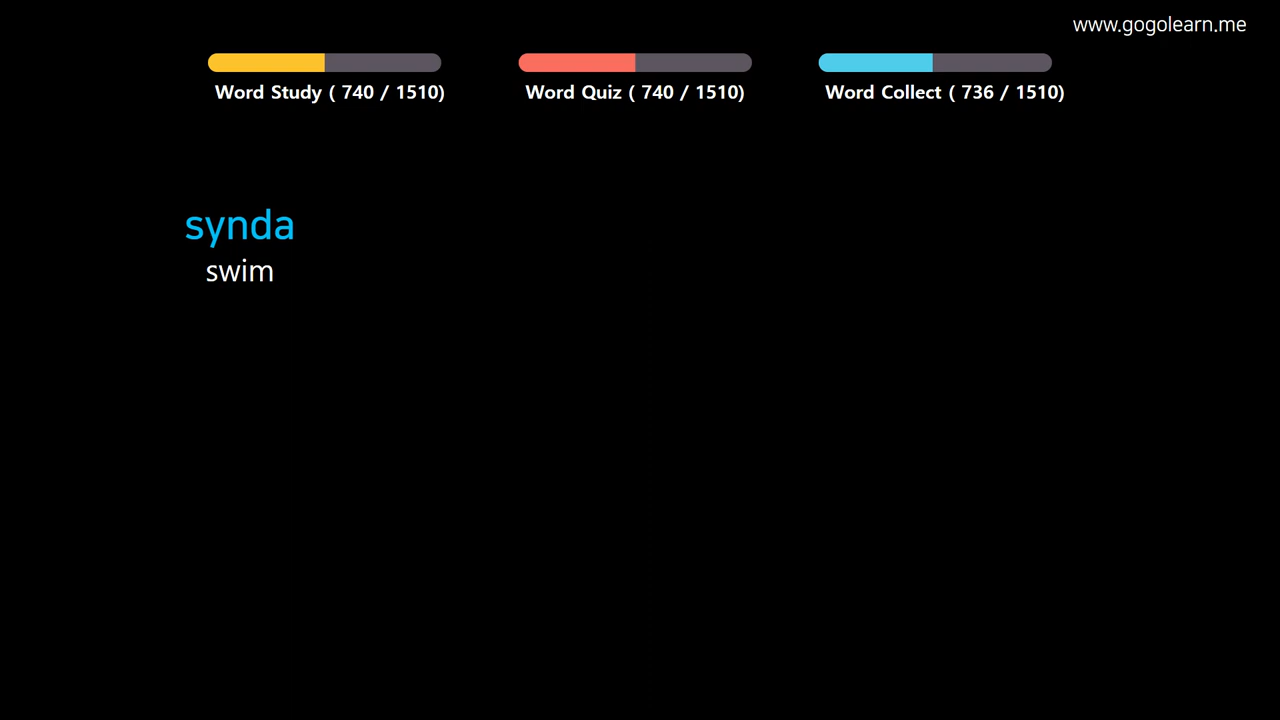 www.gogolearn.me
Word Study ( 740 / 1510)
Word Quiz ( 740 / 1510)
Word Collect ( 736 / 1510)
synda
swim